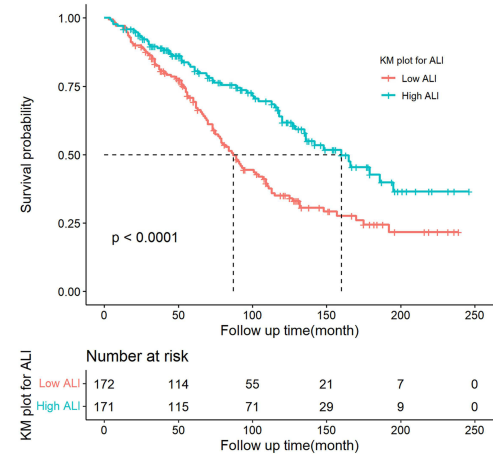 1.00
0.75
0.50
0.25
0.00
Survival probability
KM plot for ALI
Low ALI
High ALI
p < 0.0001
0 50 100 150 200 250
Follow up time(month)
Number at risk
KM plot for ALI
Low ALI 172 114 55 21 7 0
High ALI 171 115 71 29 9 0
0 50 100 150 200 250
Follow up time(month)